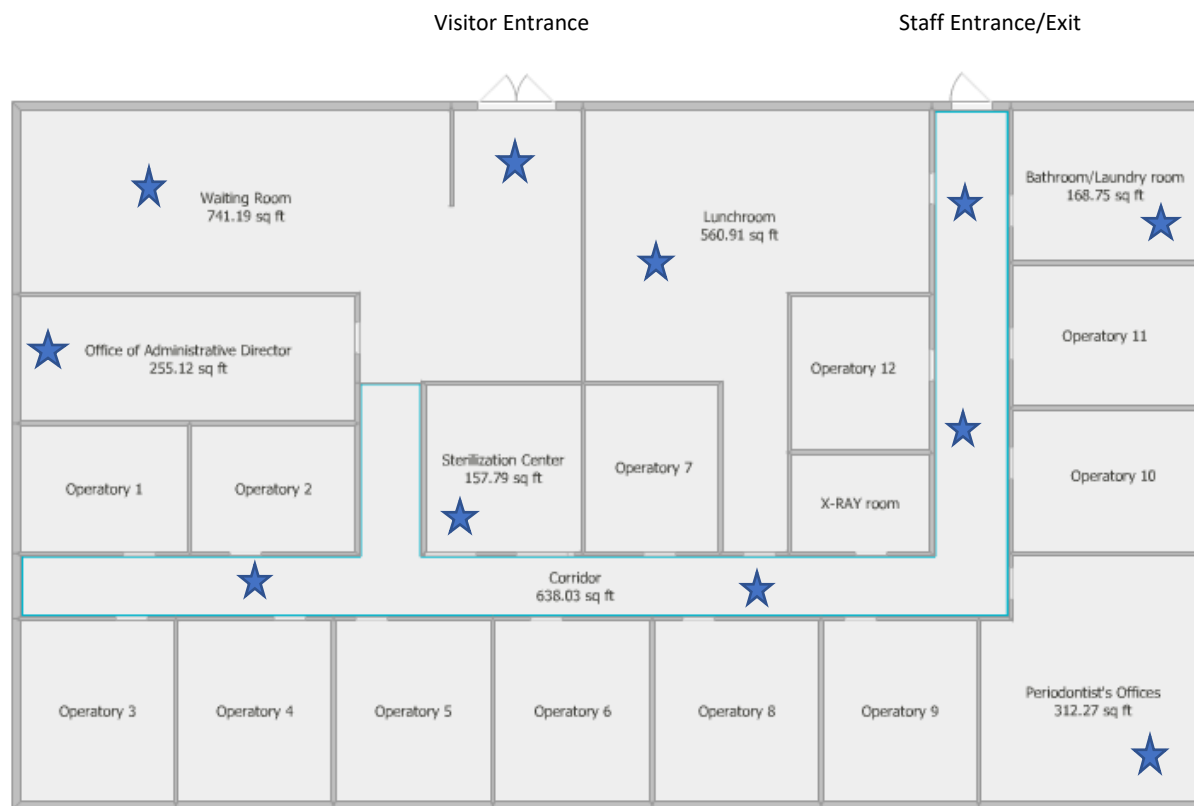 Visitor Entrance
Staff Entrance/Exit
Waiting Room
741.19 sq ft
Lunchroom
560.91 sq ft
Bathroom/Laundry room
168.75 sq ft
Office of Administrative Director
255.12 sq ft
Operatory 12
Operatory 11
Operatory 1
Operatory 2
Sterilization Center
157.79 sq ft
Operatory 7
X-RAY room
Operatory 10
Corridor
638.03 sq ft
Operatory 3
Operatory 4
Operatory 5
Operatory 6
Operatory 8
Operatory 9
Periodontist's Offices
312.27 sq ft